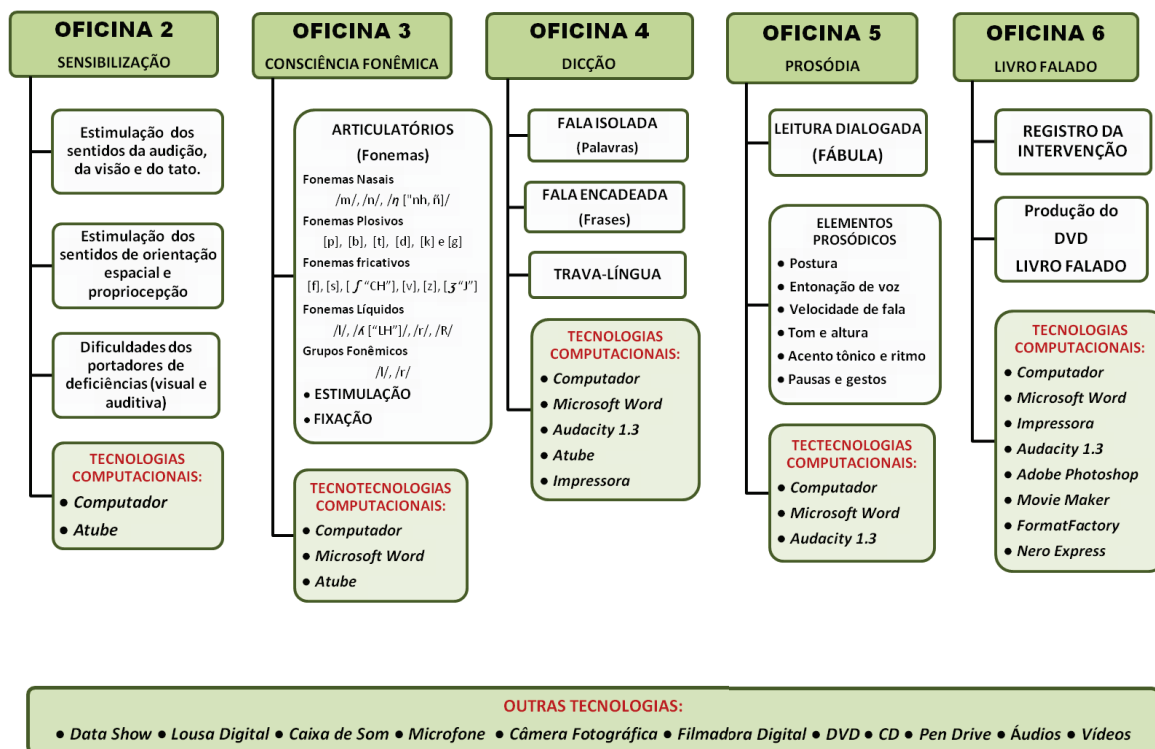 OFICINA 2
SENSIBILIZAÇÃO
Estimulação dos
sentidos da audição,
da visão e do tato.
Estimulação dos
sentidos de orientação
espacial e
propriocepção
Dificuldades dos
portadores de
deficiências (visual e
auditiva)
TECNOLOGIAS
COMPUTACIONAIS:
● Computador
● Atube
OFICINA 3
CONSCIÊNCIA FONÊMICA
ARTICULATÓRIOS
(Fonemas)
Fonemas Nasais
/m/, /n/, /η ["nh, ñ]/
Fonemas Plosivos
[p], [b], [t], [d], [k] e [g]
Fonemas fricativos
[f], [s], [ ʃ “CH”], [v], [z], [ʒ “J”]
Fonemas Líquidos
/l/, /ʎ [“LH”]/, /r/, /R/
Grupos Fonêmicos
/l/, /r/
● ESTIMULAÇÃO
● FIXAÇÃO
TECNOTECNOLOGIAS
COMPUTACIONAIS:
● Computador
● Microsoft Word
● Atube
OFICINA 4
DICÇÃO
FALA ISOLADA
(Palavras)
FALA ENCADEADA
(Frases)
TRAVA-LÍNGUA
TECNOLOGIAS
COMPUTACIONAIS:
● Computador
● Microsoft Word
● Audacity 1.3
● Atube
● Impressora
OFICINA 5
PROSÓDIA
LEITURA DIALOGADA
(FÁBULA)
ELEMENTOS
PROSÓDICOS
● Postura
● Entonação de voz
● Velocidade de fala
● Tom e altura
● Acento tônico e ritmo
● Pausas e gestos
TECTECNOLOGIAS
COMPUTACIONAIS:
● Computador
● Microsoft Word
● Audacity 1.3
OFICINA 6
LIVRO FALADO
REGISTRO DA
INTERVENÇÃO
Produção do
DVD
LIVRO FALADO
TECNOLOGIAS
COMPUTACIONAIS:
● Computador
● Microsoft Word
● Impressora
● Audacity 1.3
● Adobe Photoshop
● Movie Maker
● FormatFactory
● Nero Express
OUTRAS TECNOLOGIAS:
● Data Show ● Lousa Digital ● Caixa de Som ● Microfone ● Câmera Fotográfica ● Filmadora Digital ● DVD ● CD ● Pen Drive ● Áudios ● Vídeos